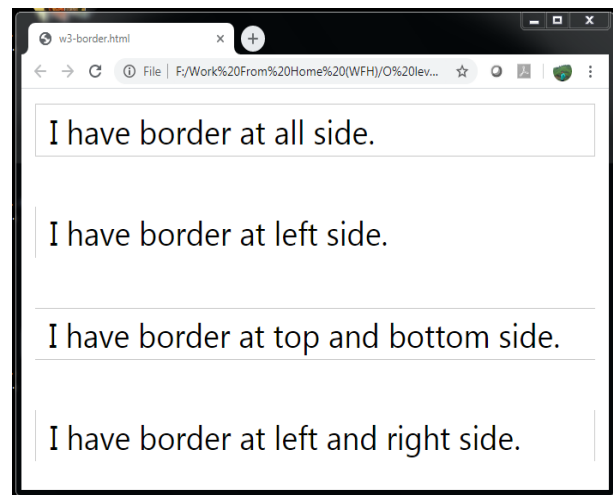 w3-border.html
File F:/Work%20From%20Home%20(WFH)/O%20lev...
I have border at all side.
I have border at left side.
I have border at top and bottom side.
I have border at left and right side.